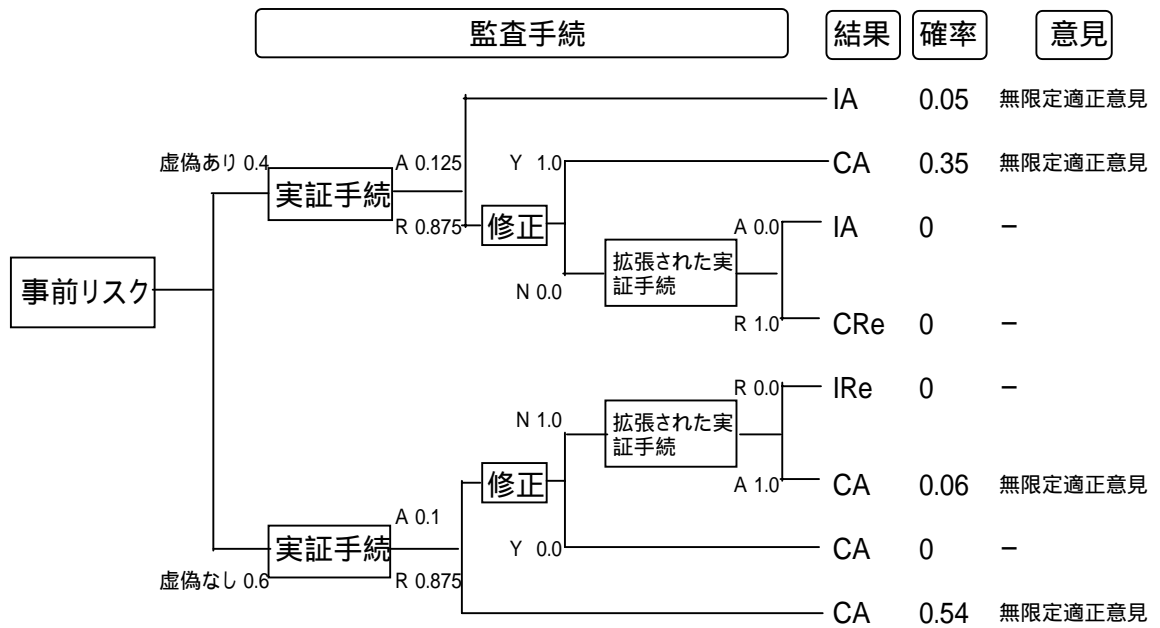 監査手続 結果 確率 意見
IA 0.05 無限定適正意見
虚偽あり 0.4 A 0.125 Y 1.0 CA 0.35 無限定適正意見
実証手続
R 0.875 修正 A 0.0 IA 0 −
拡張された実
証手続
N 0.0
事前リスク
R 1.0 CRe 0 −
R 0.0 IRe 0 −
N 1.0 拡張された実
証手続
修正 A 1.0 CA 0.06 無限定適正意見
A 0.1
実証手続 Y 0.0 CA 0 −
虚偽なし 0.6 R 0.875
CA 0.54 無限定適正意見